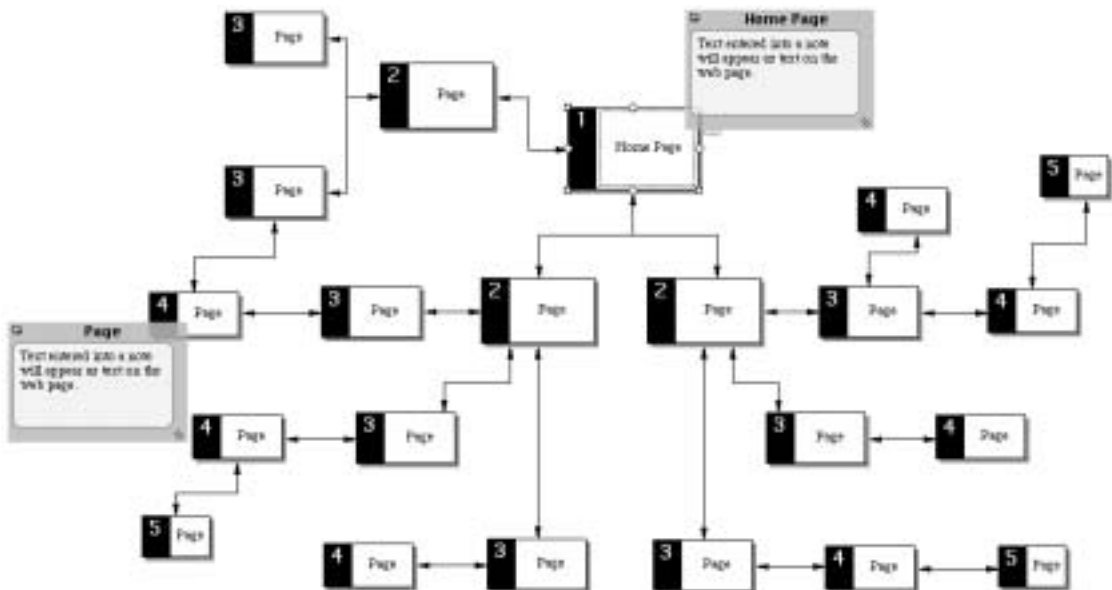 Home Page
Text entered into a note
will appear as text on the
web page.
3 Page
2 Page
1 Home Page
5 Page
3 Page
4 Page
4 Page
3 Page
2 Page
2 Page
3 Page
4 Page
Page
Text entered into a note
will appear as text on the
web page.
4 Page
3 Page
3 Page
4 Page
5 Page
4 Page
3 Page
3 Page
4 Page
5 Page